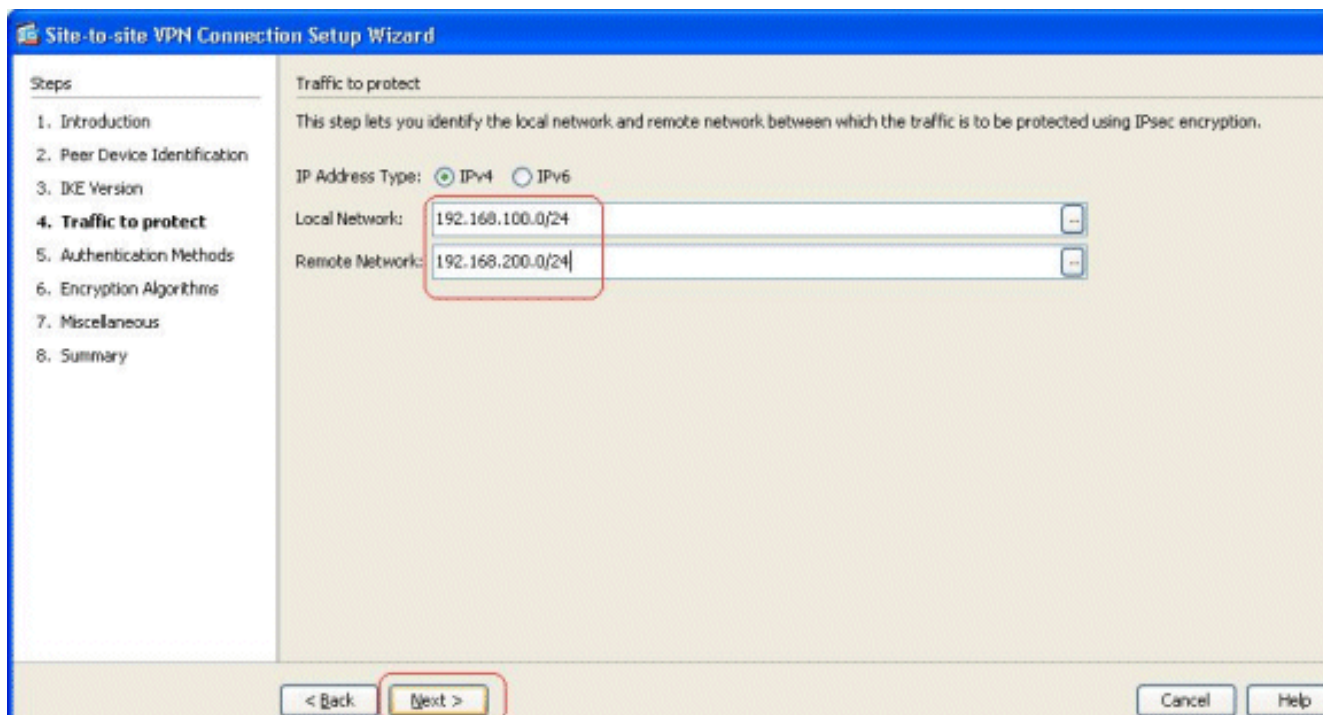 Site-to-site VPN Connection Setup Wizard
Steps
1. Introduction
2. Peer Device Identification
3. IKE Version
4. Traffic to protect
5. Authentication Methods
6. Encryption Algorithms
7. Miscellaneous
8. Summary
Traffic to protect
This step lets you identify the local network and remote network between which the traffic is to be protected using IPsec encryption.
IP Address Type: IPv4 IPv6
Local Network: 192.168.100.0/24 ...
Remote Network: 192.168.200.0/24 ...
< Back Next > Cancel Help